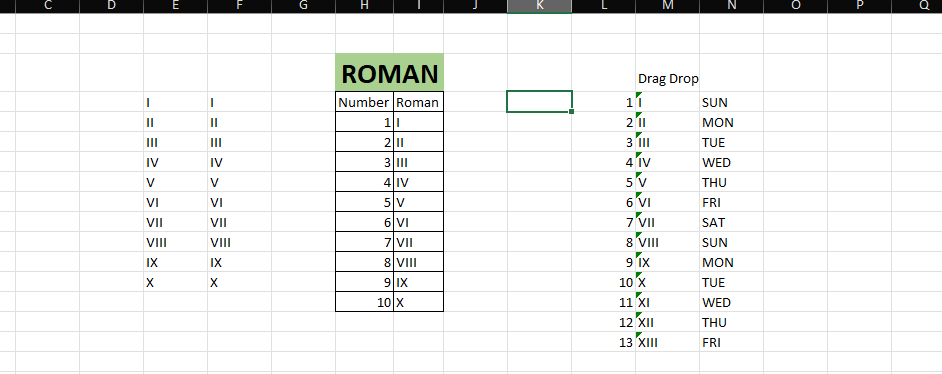 C D E F G H I J K L M N O P Q
ROMAN
Drag Drop
I I Number Roman 1 I SUN
II II 1 I 2 II MON
III III 2 II 3 III TUE
IV IV 3 III 4 IV WED
V V 4 IV 5 V THU
VI VI 5 V 6 VI FRI
VII VII 6 VI 7 VII SAT
VIII VIII 7 VII 8 VIII SUN
IX IX 8 VIII 9 IX MON
X X 9 IX 10 X TUE
10 X 11 XI WED
12 XII THU
13 XIII FRI